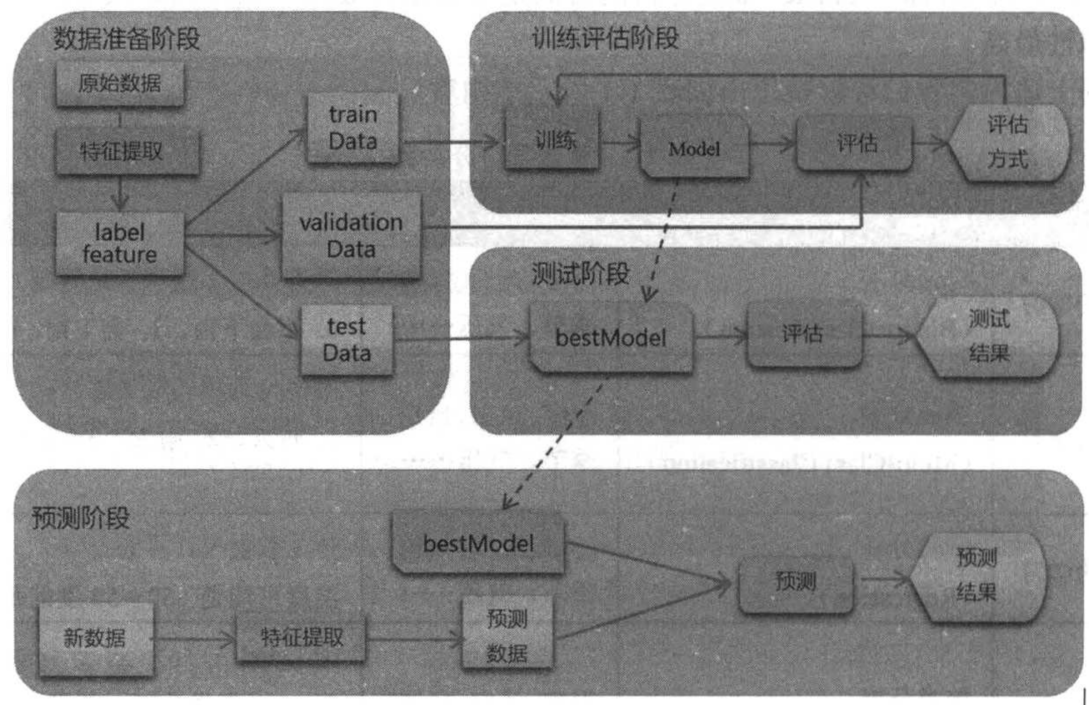 数据准备阶段
原始数据
特征提取
label
feature
train
Data
validation
Data
test
Data
训练评估阶段
训练
Model
评估
评估
方式
测试阶段
bestModel
评估
测试
结果
预测阶段
bestModel
新数据
特征提取
预测
数据
预测
预测
结果